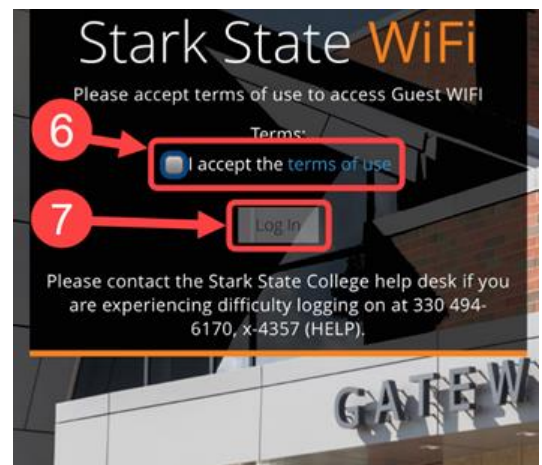 Stark State WiFi
Please accept terms of use to access Guest WIFI
Terms:
6
I accept the terms of use
7
Log In
Please contact the Stark State College help desk if you
are experiencing difficulty logging on at 330 494-
6170, x-4357 (HELP).
GATEW